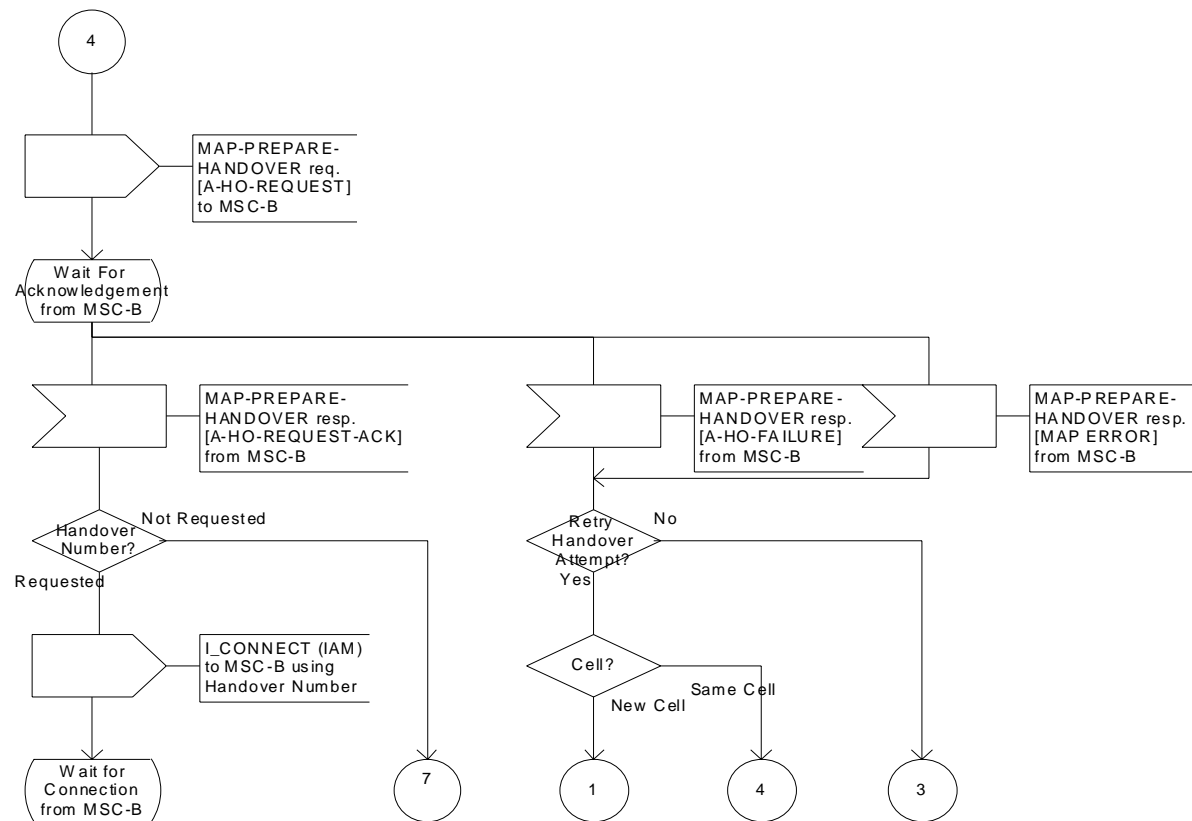 4
MAP-PREPARE-
HANDOVER req.
[A-HO-REQUEST]
to MSC-B
Wait For
Acknowledgement
from MSC-B
MAP-PREPARE-
HANDOVER resp.
[A-HO-REQUEST-ACK]
from MSC-B
MAP-PREPARE-
HANDOVER resp.
[A-HO-FAILURE]
from MSC-B
MAP-PREPARE-
HANDOVER resp.
[MAP ERROR]
from MSC-B
Handover
Number?
Not Requested
Requested
Retry
Handover
Attempt?
No
Yes
I_CONNECT (IAM)
to MSC-B using
Handover Number
Cell?
Same Cell
New Cell
Wait for
Connection
from MSC-B
7
1
4
3